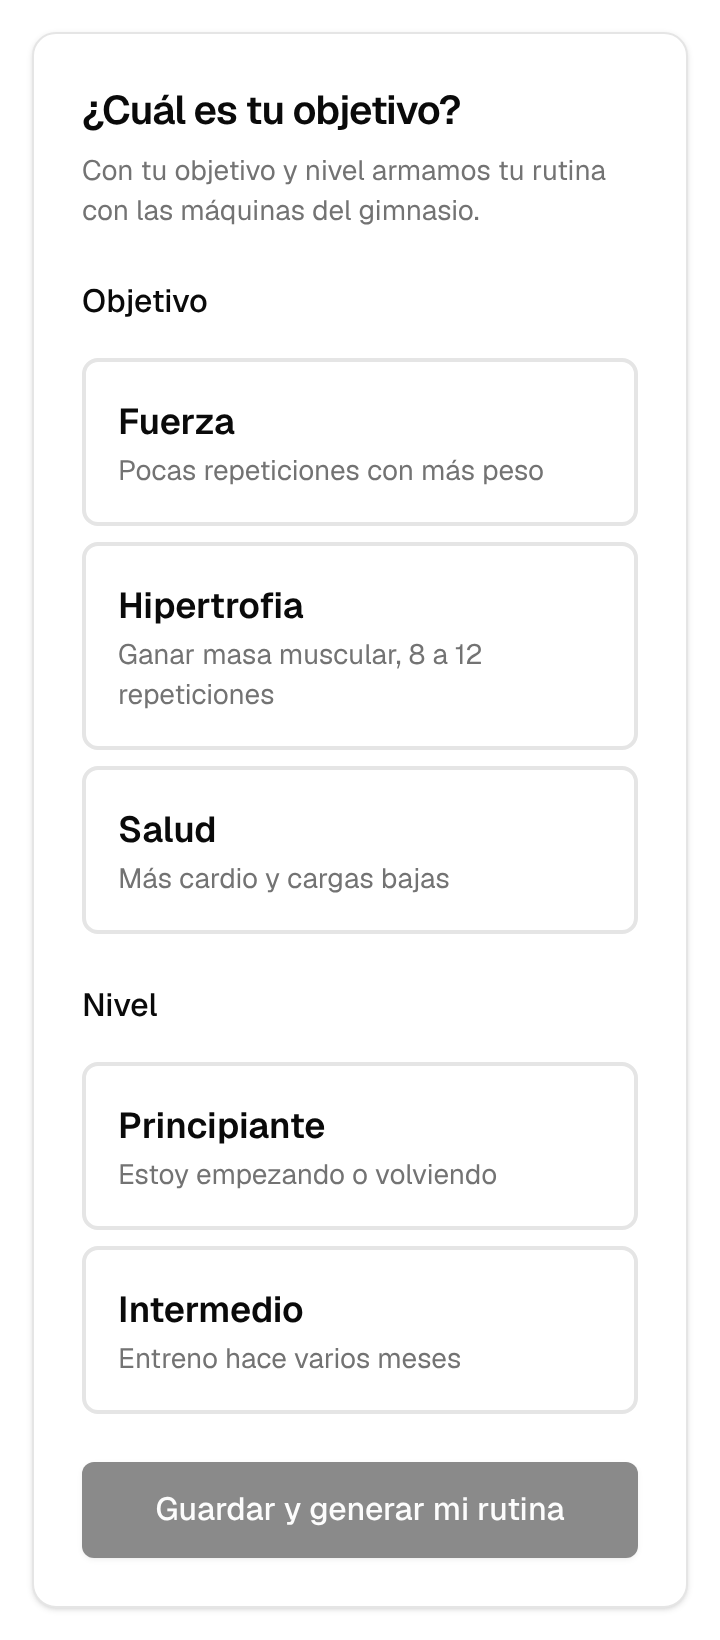 ¿Cuál es tu objetivo?
Con tu objetivo y nivel armamos tu rutina
con las máquinas del gimnasio.
Objetivo
Fuerza
Pocas repeticiones con más peso
Hipertrofia
Ganar masa muscular, 8 a 12
repeticiones
Salud
Más cardio y cargas bajas
Nivel
Principiante
Estoy empezando o volviendo
Intermedio
Entreno hace varios meses
Guardar y generar mi rutina